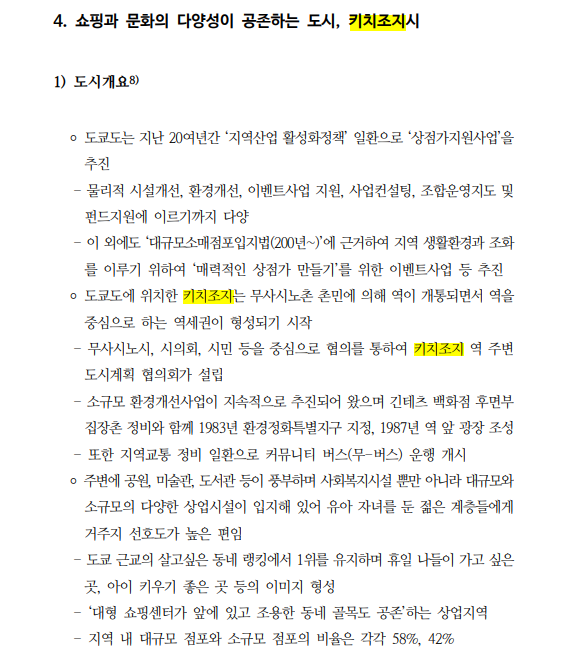 4. 쇼핑과 문화의 다양성이 공존하는 도시, 키치조지시
1) 도시개요8)
○ 도쿄도는 지난 20여년간 ‘지역산업 활성화정책’ 일환으로 ‘상점가지원사업’을
추진
- 물리적 시설개선, 환경개선, 이벤트사업 지원, 사업컨설팅, 조합운영지도 및
펀드지원에 이르기까지 다양
- 이 외에도 ‘대규모소매점포입지법(200년~)’에 근거하여 지역 생활환경과 조화
를 이루기 위하여 ‘매력적인 상점가 만들기’를 위한 이벤트사업 등 추진
○ 도쿄도에 위치한 키치조지는 무사시노촌 촌민에 의해 역이 개통되면서 역을
중심으로 하는 역세권이 형성되기 시작
- 무사시노시, 시의회, 시민 등을 중심으로 협의를 통하여 키치조지 역 주변
도시계획 협의회가 설립
- 소규모 환경개선사업이 지속적으로 추진되어 왔으며 긴테츠 백화점 후면부
집장촌 정비와 함께 1983년 환경정화특별지구 지정, 1987년 역 앞 광장 조성
- 또한 지역교통 정비 일환으로 커뮤니티 버스(무-버스) 운행 개시
○ 주변에 공원, 미술관, 도서관 등이 풍부하며 사회복지시설 뿐만 아니라 대규모와
소규모의 다양한 상업시설이 입지해 있어 유아 자녀를 둔 젊은 계층들에게
거주지 선호도가 높은 편임
- 도쿄 근교의 살고싶은 동네 랭킹에서 1위를 유지하며 휴일 나들이 가고 싶은
곳, 아이 키우기 좋은 곳 등의 이미지 형성
- ‘대형 쇼핑센터가 앞에 있고 조용한 동네 골목도 공존’하는 상업지역
- 지역 내 대규모 점포와 소규모 점포의 비율은 각각 58%, 42%